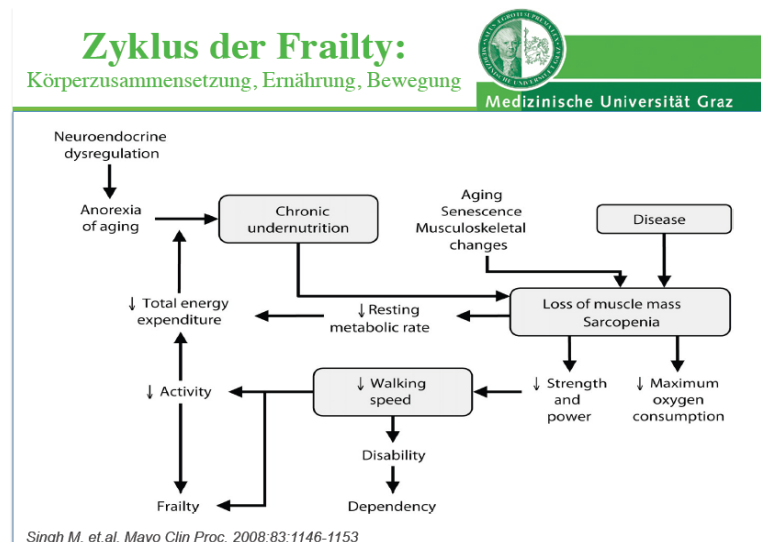 Zyklus der Frailty:
Körperzusammensetzung, Ernährung, Bewegung
Medizinische Universität Graz
Neuroendocrine
dysregulation
Anorexia
of aging
Chronic
undernutrition
Aging
Senescence
Musculoskeletal
changes
Disease
↓ Total energy
expenditure
↓ Resting
metabolic rate
Loss of muscle mass
Sarcopenia
↓ Activity
↓ Walking
speed
↓ Strength
and
power
↓ Maximum
oxygen
consumption
Disability
Frailty
Dependency
Singh M, et.al. Mayo Clin Proc. 2008;83:1146-1153